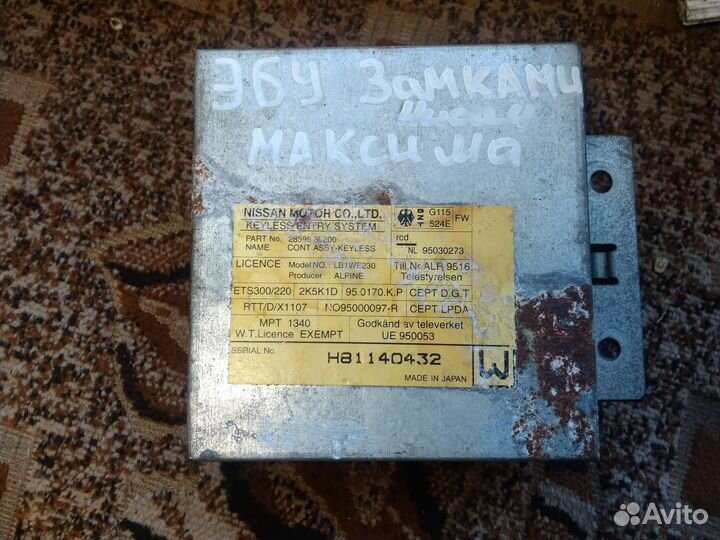 ЭБУ ЗАМКАМИ
Нисан
МАКСИМА
NISSAN MOTOR CO.,LTD.
KEYLESS ENTRY SYSTEM
PART No. 28595 3L200
NAME CONT ASSY-KEYLESS
BZT G115 524E FW
rcd NL 95030273
LICENCE Model NO. LB1WE230
Producer ALPINE
Till.Nr.ALR 9516
Telestyrelsen
ETS300/220 2K5K1D 95.0170.K.P CEPT D.G.T
RTT/D/X1107 NO95000097-R CEPT LPDA
MPT 1340
W.T.Licence EXEMPT
Godkänd av televerket
UE 950053
SERIAL No. H81140432
W
MADE IN JAPAN
Avito